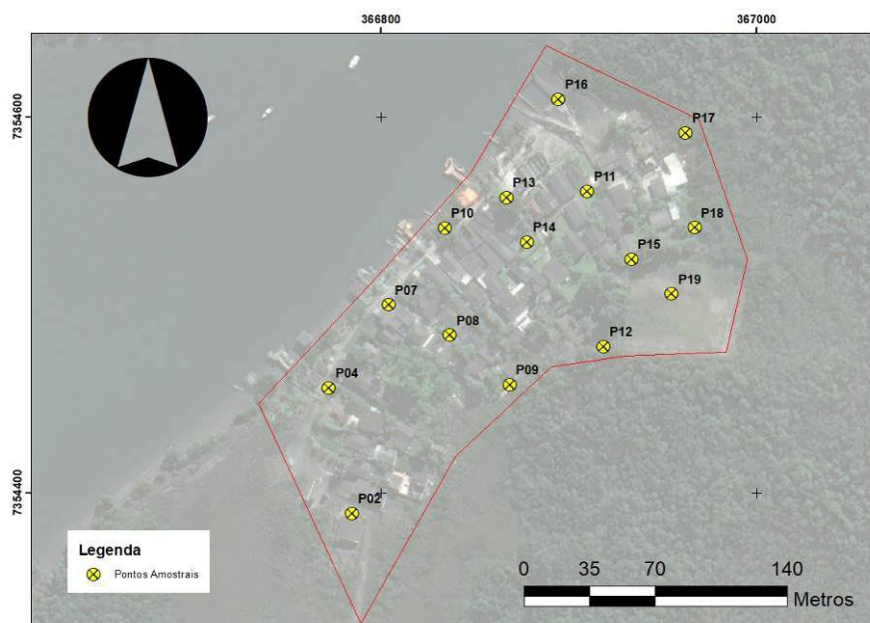 366800
367000
7354600
7354400
P16
P17
P11
P13
P10
P18
P14
P15
P19
P07
P08
P12
P09
P04
P02
Legenda
Pontos Amostrais
0 35 70 140
Metros